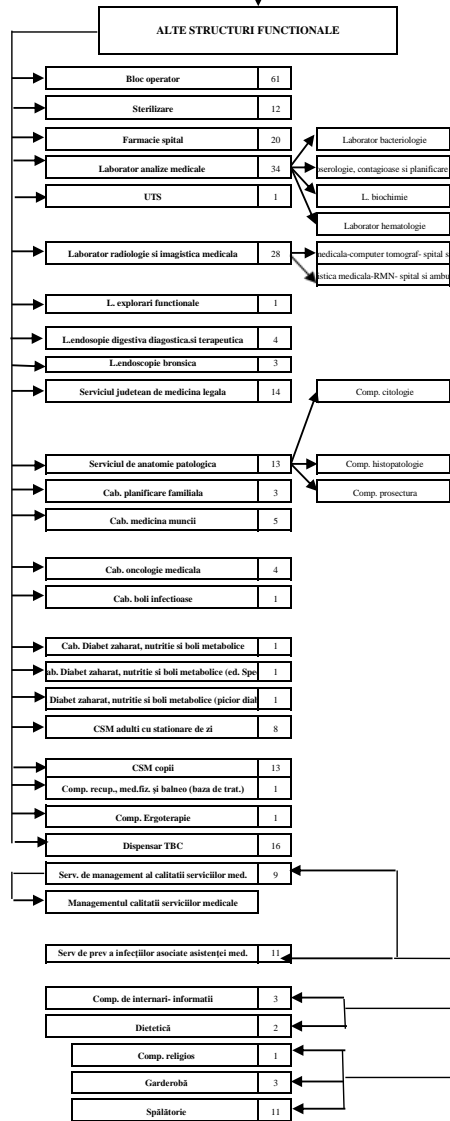 ALTE STRUCTURI FUNCTIONALE
Bloc operator 61
Sterilizare 12
Farmacie spital 20
Laborator bacteriologie
Laborator analize medicale 34
oserologie, contagioase si planificare
UTS 1
L. biochimie
Laborator hematologie
Laborator radiologie si imagistica medicala 28
medicala-computer tomograf- spital s
istica medicala-RMN- spital si ambu
L. explorari functionale 1
L.endosopie digestiva diagostica.si terapeutica 4
L.endoscopie bronsica 3
Serviciul judetean de medicina legala 14
Comp. citologie
Serviciul de anatomie patologica 13
Comp. histopatologie
Cab. planificare familiala 3
Comp. prosectura
Cab. medicina muncii 5
Cab. oncologie medicala 4
Cab. boli infectioase 1
Cab. Diabet zaharat, nutritie si boli metabolice 1
ab. Diabet zaharat, nutritie si boli metabolice (ed. Spe 1
Diabet zaharat, nutritie si boli metabolice (picior diab 1
CSM adulti cu stationare de zi 8
CSM copii 13
Comp. recup., med.fiz. și balneo (baza de trat.) 1
Comp. Ergoterapie 1
Dispensar TBC 16
Serv. de management al calitatii serviciilor med. 9
Managementul calitatii serviciilor medicale
Serv de prev a infecțiilor asociate asistenței med. 11
Comp. de internari- informatii 3
Dietetică 2
Comp. religios 1
Garderobă 3
Spălătorie 11